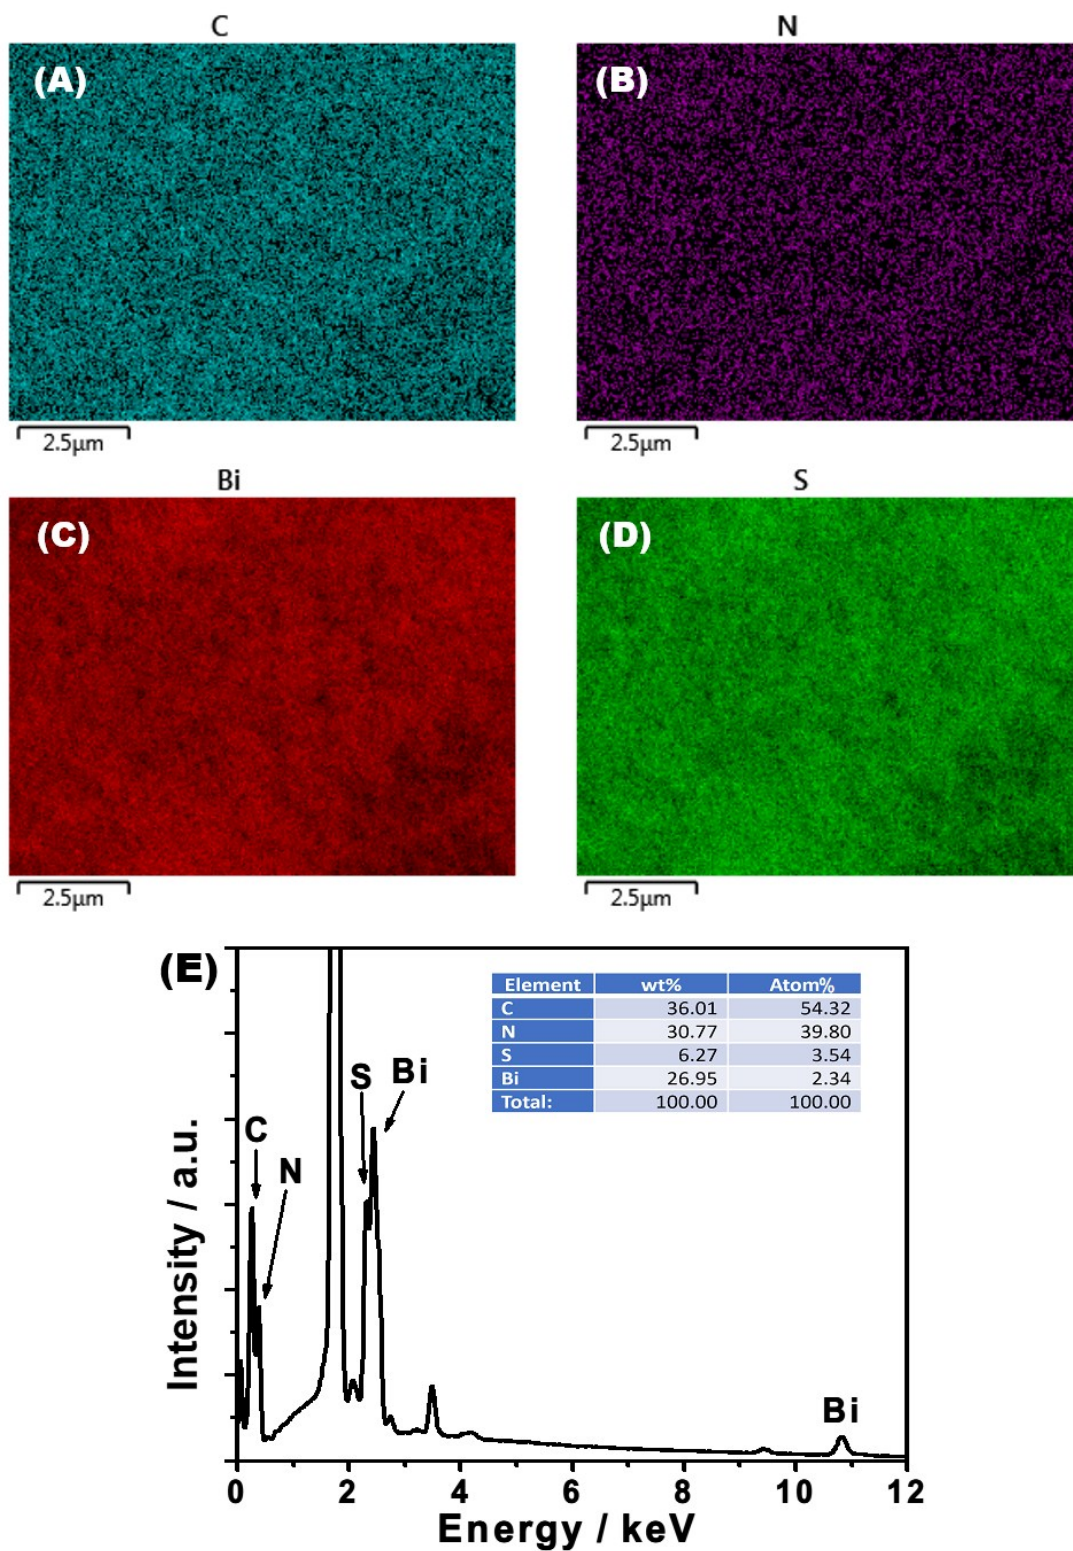 C
N
(A)
(B)
2.5μm
2.5μm
Bi
S
(C)
(D)
2.5μm
2.5μm
(E)
Element wt% Atom%
C 36.01 54.32
N 30.77 39.80
S 6.27 3.54
Bi 26.95 2.34
Total: 100.00 100.00
S
Bi
C
N
Bi
Intensity / a.u.
0 2 4 6 8 10 12
Energy / keV